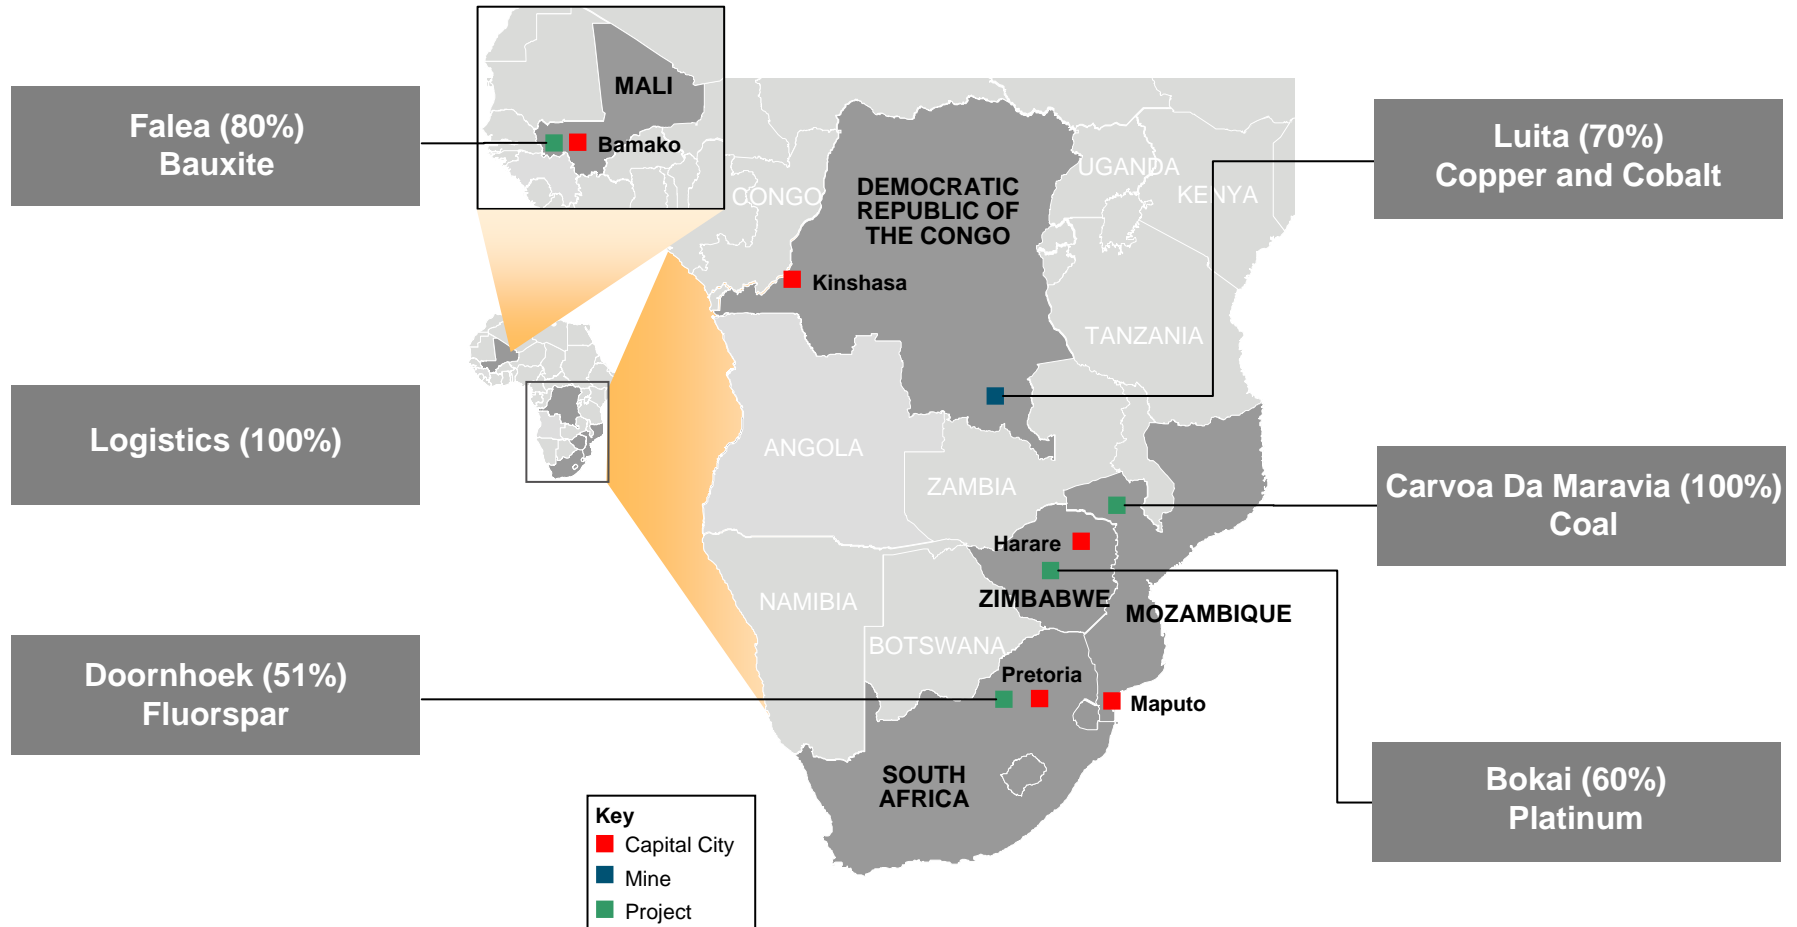 MALI
Bamako
Falea (80%)
Bauxite
Logistics (100%)
Doornhoek (51%)
Fluorspar
CONGO
DEMOCRATIC
REPUBLIC OF
THE CONGO
Kinshasa
UGANDA
KENYA
TANZANIA
ANGOLA
ZAMBIA
Harare
ZIMBABWE
NAMIBIA
BOTSWANA
MOZAMBIQUE
Pretoria
Maputo
SOUTH
AFRICA
Luita (70%)
Copper and Cobalt
Carvoa Da Maravia (100%)
Coal
Bokai (60%)
Platinum
Key
Capital City
Mine
Project